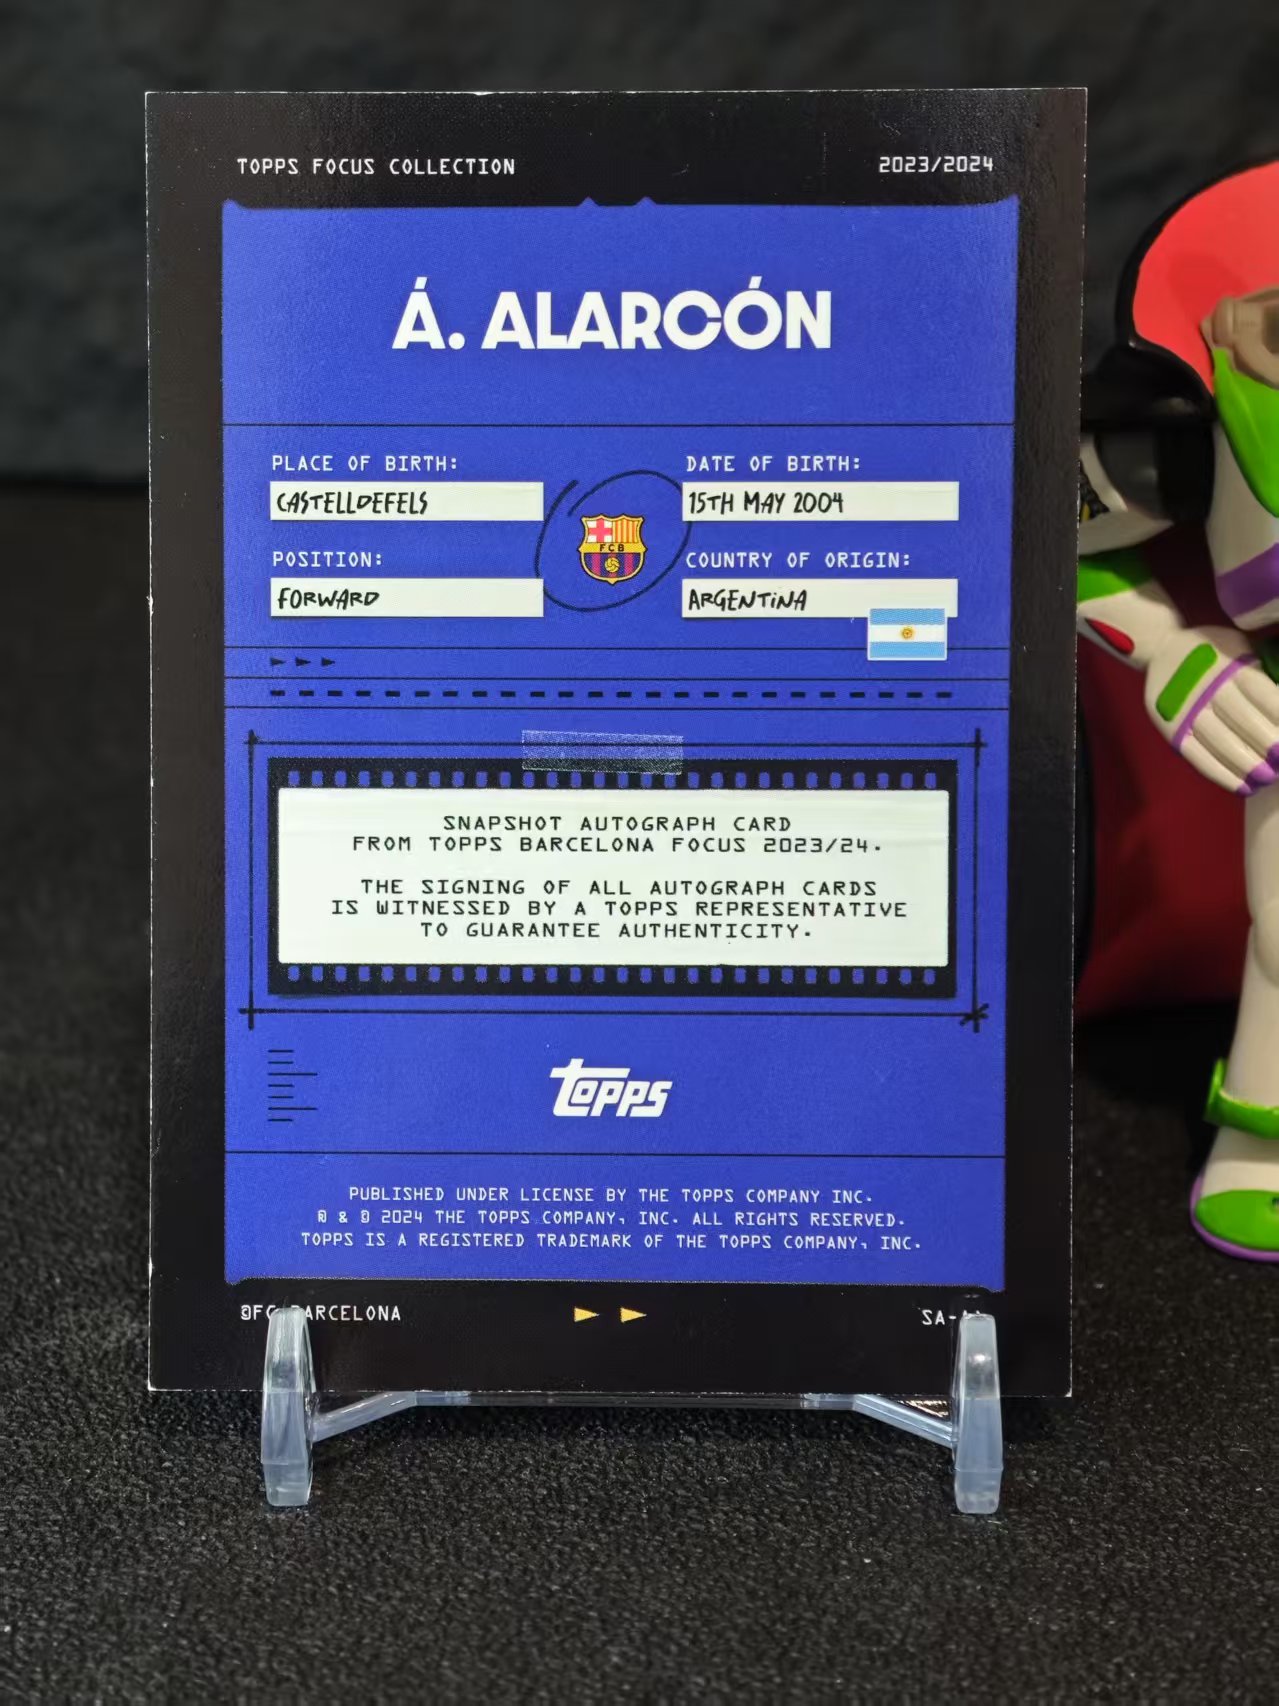 TOPPS FOCUS COLLECTION
2023/2024
Á. ALARCÓN
PLACE OF BIRTH:
CASTELLDEFELS
DATE OF BIRTH:
15TH MAY 2004
POSITION:
FORWARD
COUNTRY OF ORIGIN:
ARGENTINA
FCB
SNAPSHOT AUTOGRAPH CARD
FROM TOPPS BARCELONA FOCUS 2023/24.
THE SIGNING OF ALL AUTOGRAPH CARDS
IS WITNESSED BY A TOPPS REPRESENTATIVE
TO GUARANTEE AUTHENTICITY.
topps
PUBLISHED UNDER LICENSE BY THE TOPPS COMPANY INC.
® & © 2024 THE TOPPS COMPANY, INC. ALL RIGHTS RESERVED.
TOPPS IS A REGISTERED TRADEMARK OF THE TOPPS COMPANY, INC.